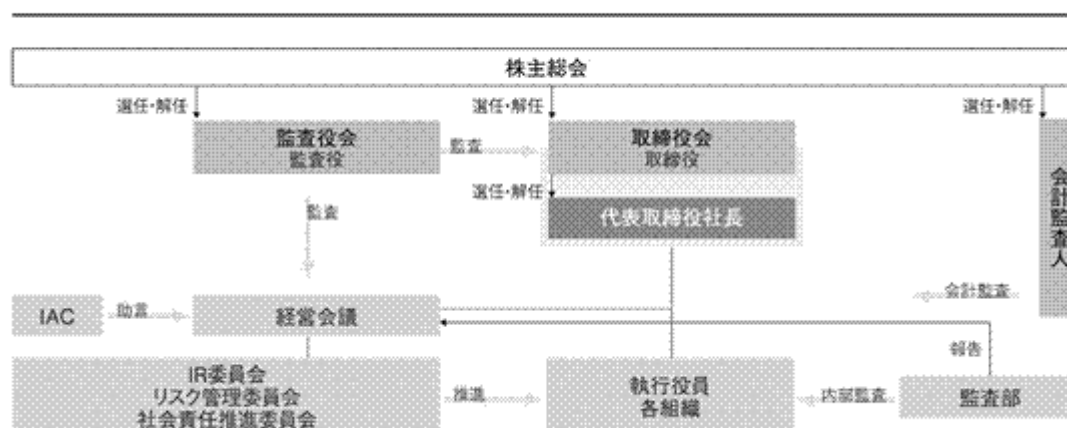 株主総会
選任・解任
選任・解任
選任・解任
監査役会
監査役
監査
取締役会
取締役
会計監査人
選任・解任
代表取締役社長
監査
会計監査
IAC
助言
経営会議
報告
IR委員会
リスク管理委員会
社会責任推進委員会
推進
執行役員
各組織
内部監査
監査部